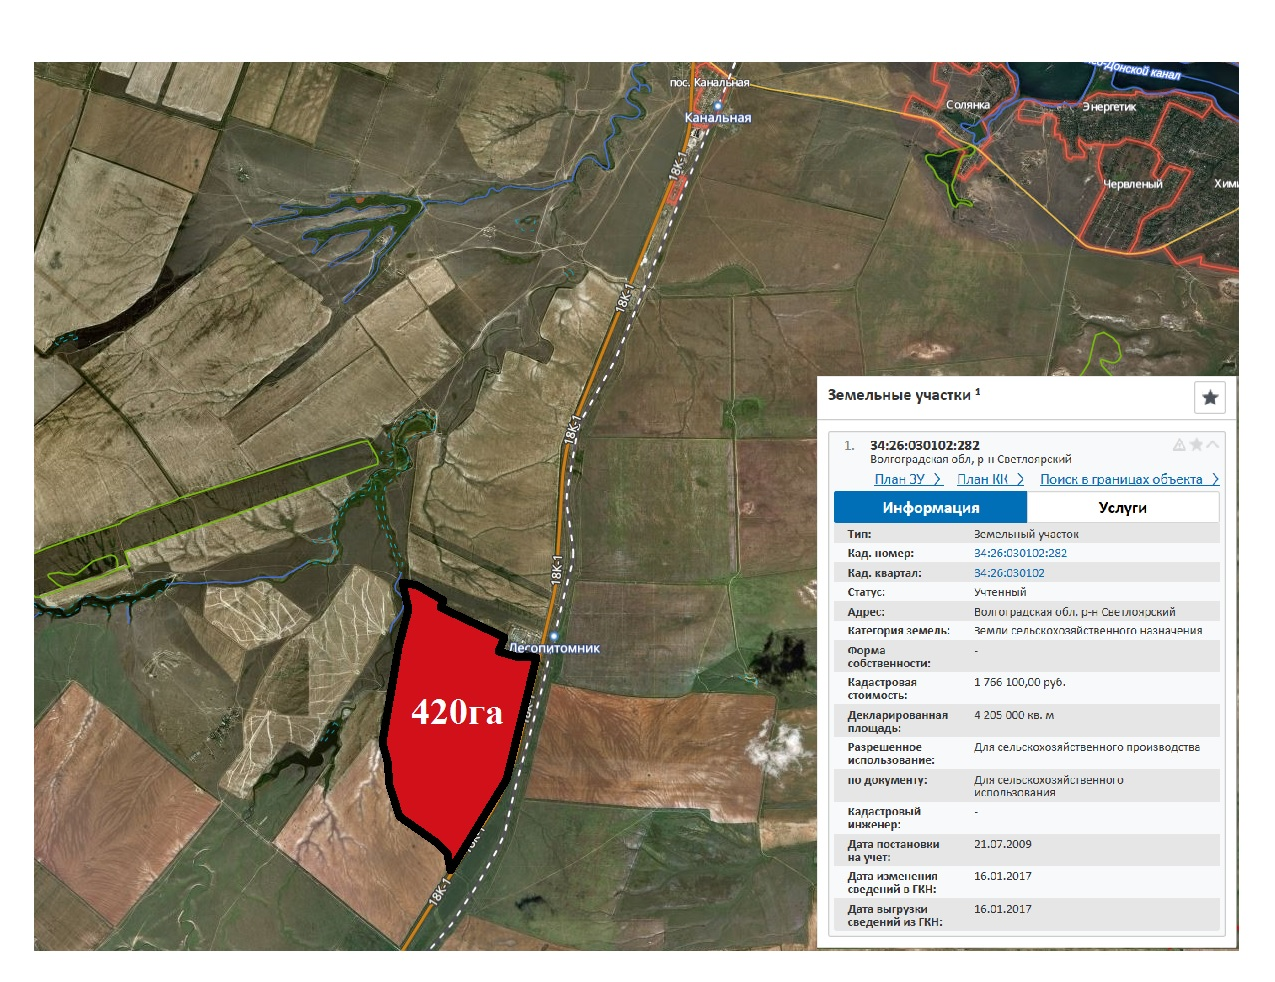 пос. Канальная
Канальная
Солянка
Энергетик
-Донской канал
Червленый
18К-1
18К-1
18К-1
18К-1
Лесопитомник
420га
18К-1
Земельные участки 1
1. 34:26:030102:282
Волгоградская обл, р-н Светлоярский
План ЗУ План КК Поиск в границах объекта
Информация Услуги
Тип: Земельный участок
Кад. номер: 34:26:030102:282
Кад. квартал: 34:26:030102
Статус: Учтенный
Адрес: Волгоградская обл, р-н Светлоярский
Категория земель: Земли сельскохозяйственного назначения
Форма собственности: -
Кадастровая стоимость: 1 766 100,00 руб.
Декларированная площадь: 4 205 000 кв. м
Разрешенное использование: Для сельскохозяйственного производства
по документу: Для сельскохозяйственного
использования
Кадастровый инженер: -
Дата постановки на учет: 21.07.2009
Дата изменения сведений в ГКН: 16.01.2017
Дата выгрузки сведений из ГКН: 16.01.2017